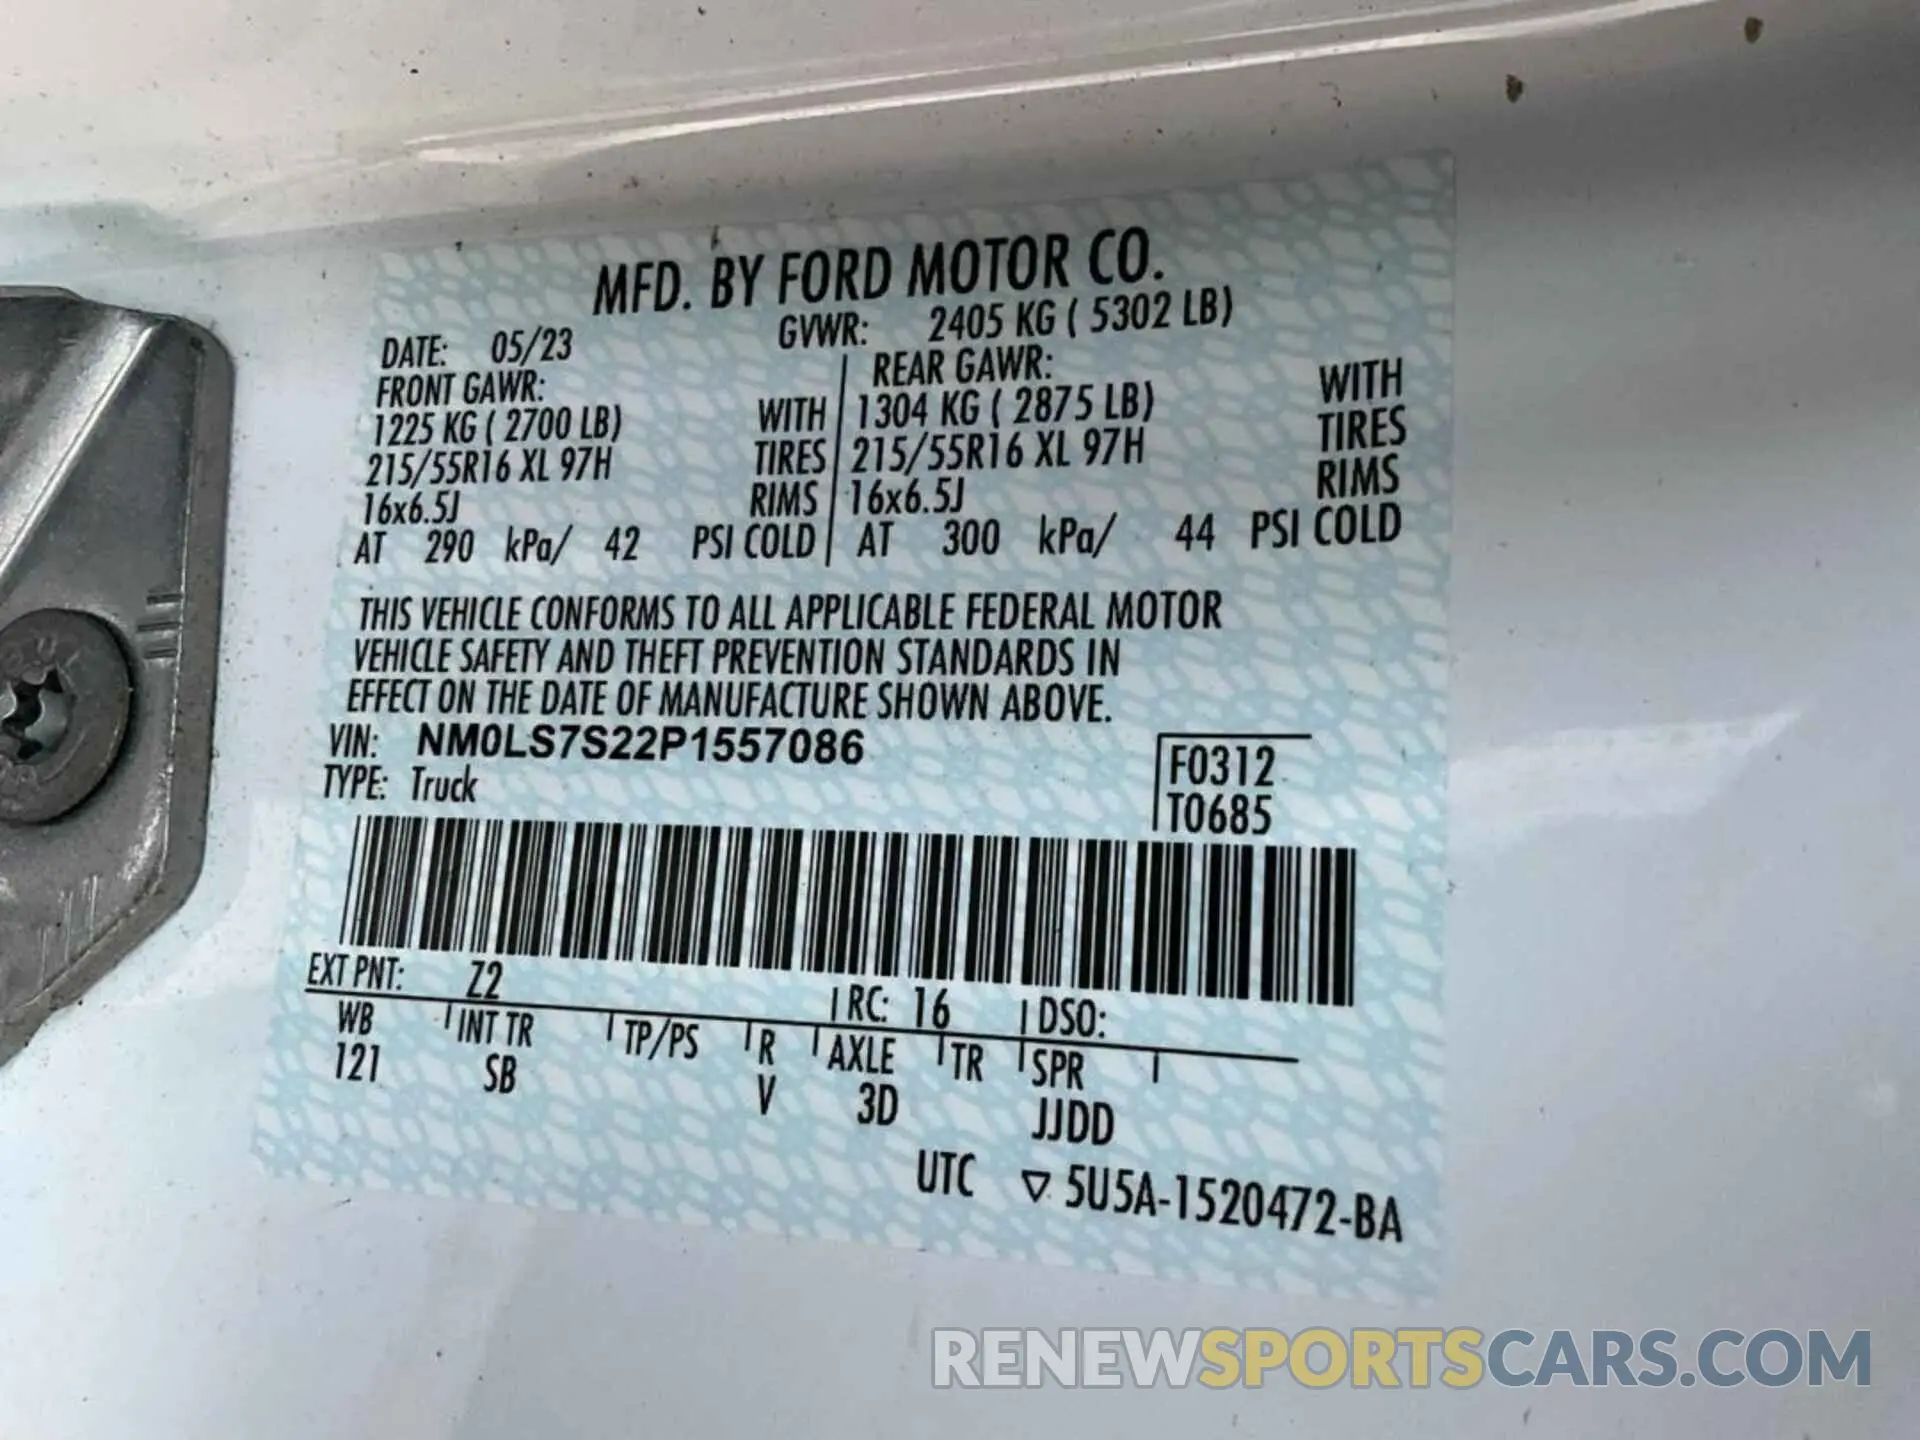 MFD. BY FORD MOTOR CO.
DATE: 05/23 GVWR: 2405 KG ( 5302 LB)
FRONT GAWR: REAR GAWR:
1225 KG ( 2700 LB) WITH 1304 KG ( 2875 LB) WITH
215/55R16 XL 97H TIRES 215/55R16 XL 97H TIRES
16x6.5J RIMS 16x6.5J RIMS
AT 290 kPa/ 42 PSI COLD AT 300 kPa/ 44 PSI COLD
THIS VEHICLE CONFORMS TO ALL APPLICABLE FEDERAL MOTOR
VEHICLE SAFETY AND THEFT PREVENTION STANDARDS IN
EFFECT ON THE DATE OF MANUFACTURE SHOWN ABOVE.
VIN: NM0LS7S22P1557086 F0312
TYPE: Truck T0685
EXT PNT: Z2 RC: 16 DSO:
WB INT TR TP/PS R AXLE TR SPR
121 SB V 3D JJDD
UTC ▽ 5U5A-1520472-BA
RENEWSPORTSCARS.COM